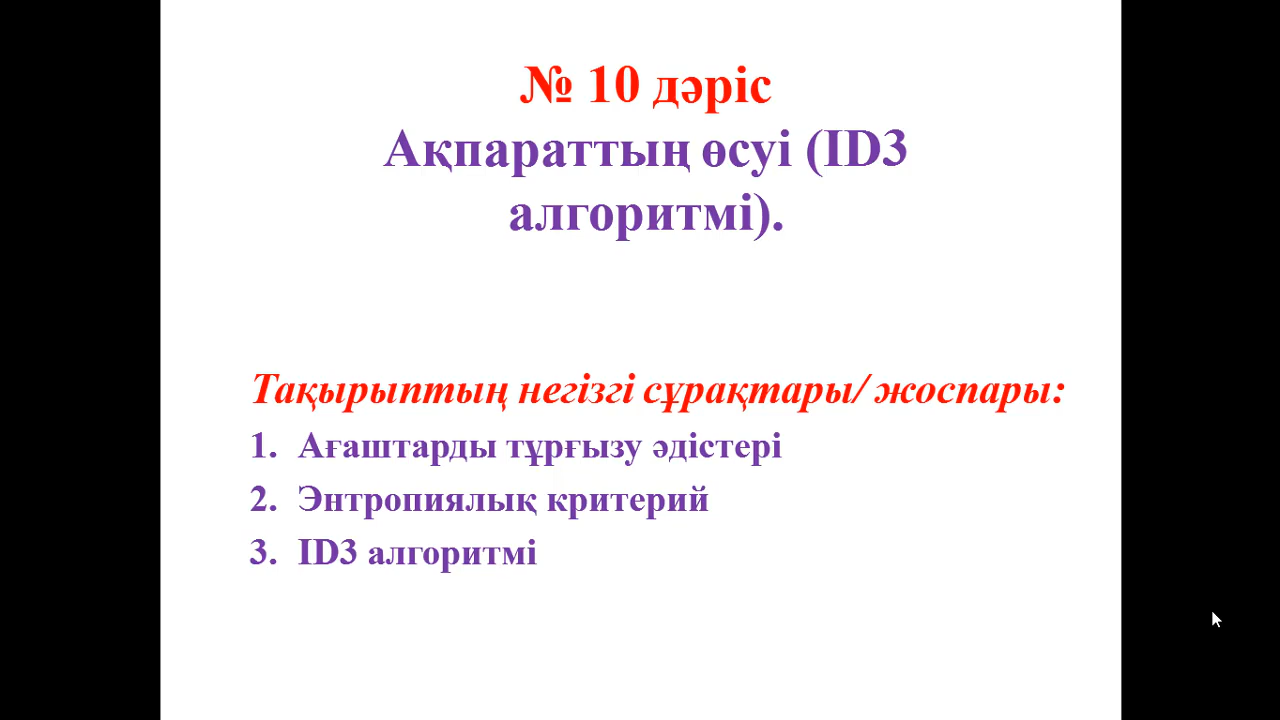 № 10 дәріс
Ақпараттың өсуі (ID3
алгоритмі).
Тақырыптың негізгі сұрақтары/ жоспары:
1. Ағаштарды тұрғызу әдістері
2. Энтропиялық критерий
3. ID3 алгоритмі